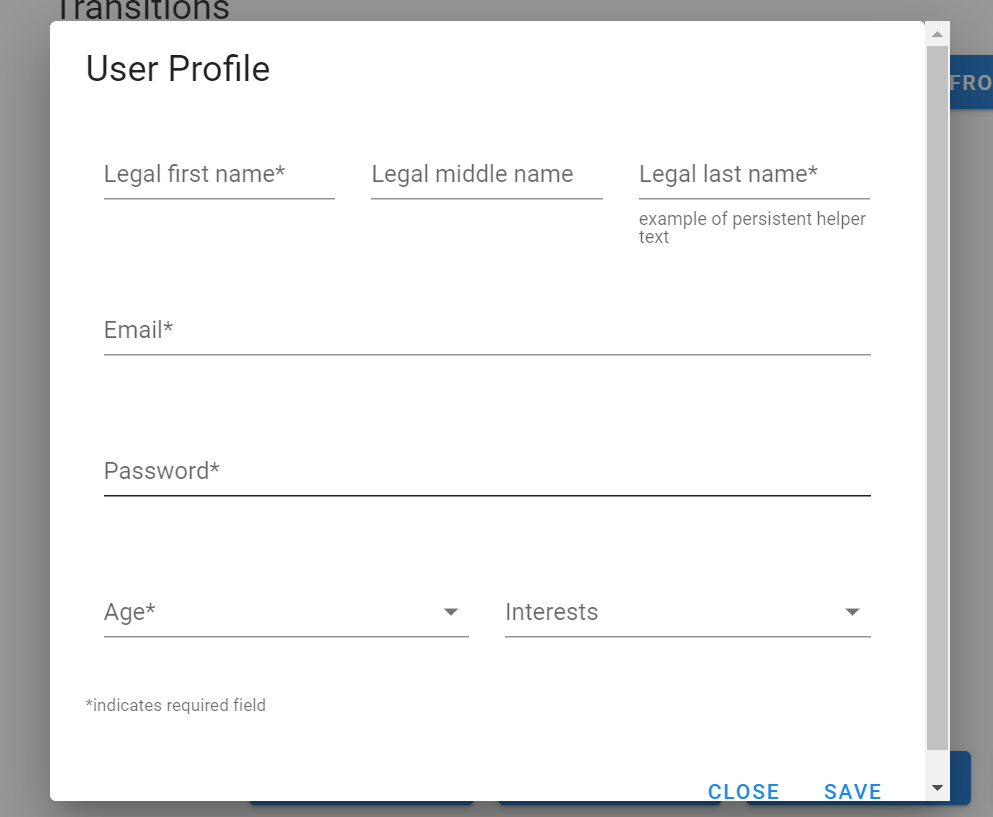 Transitions
User Profile
FRO
Legal first name*
Legal middle name
Legal last name*
example of persistent helper
text
Email*
Password*
Age*
Interests
*indicates required field
CLOSE
SAVE